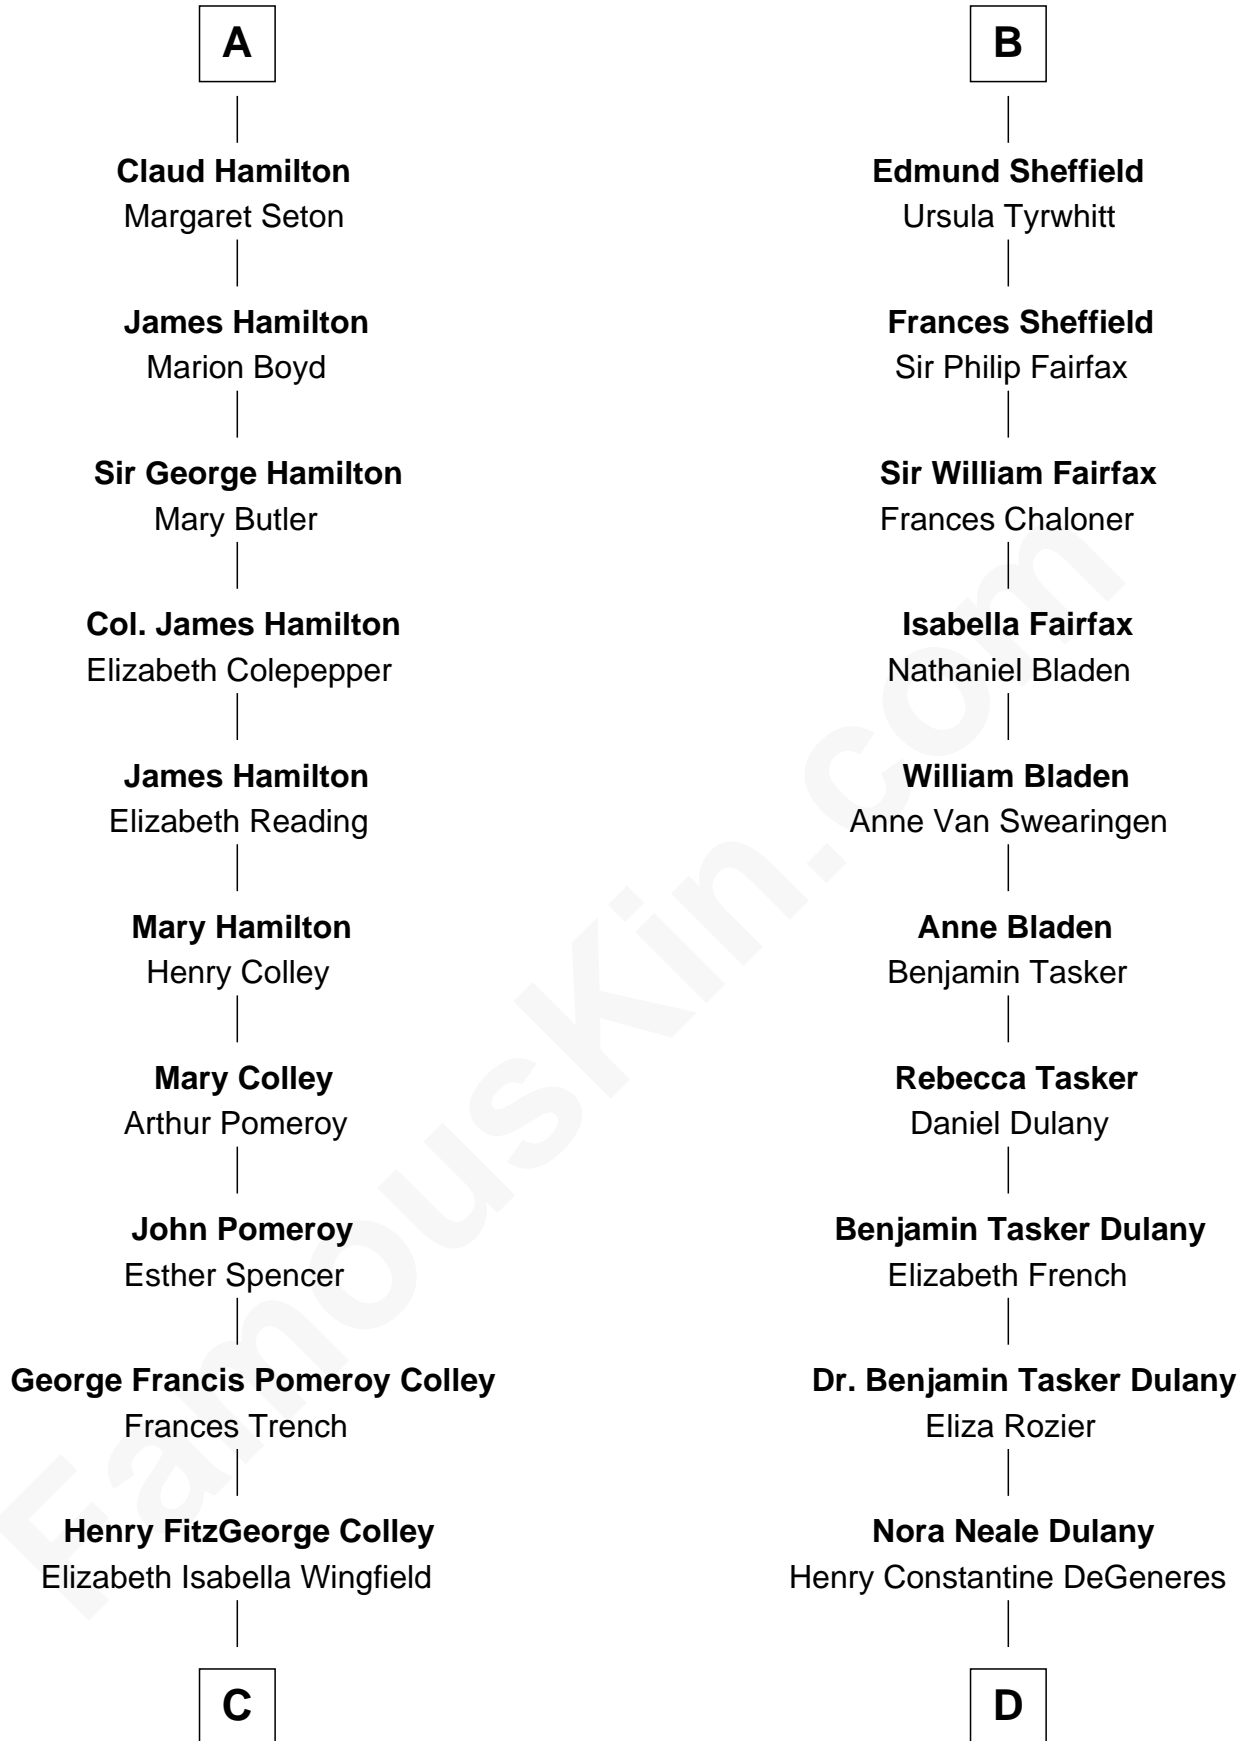 A
Claud Hamilton
Margaret Seton
James Hamilton
Marion Boyd
Sir George Hamilton
Mary Butler
Col. James Hamilton
Elizabeth Colepepper
James Hamilton
Elizabeth Reading
Mary Hamilton
Henry Colley
Mary Colley
Arthur Pomeroy
John Pomeroy
Esther Spencer
George Francis Pomeroy Colley
Frances Trench
Henry FitzGeorge Colley
Elizabeth Isabella Wingfield
C
B
Edmund Sheffield
Ursula Tyrwhitt
Frances Sheffield
Sir Philip Fairfax
Sir William Fairfax
Frances Chaloner
Isabella Fairfax
Nathaniel Bladen
William Bladen
Anne Van Swearingen
Anne Bladen
Benjamin Tasker
Rebecca Tasker
Daniel Dulany
Benjamin Tasker Dulany
Elizabeth French
Dr. Benjamin Tasker Dulany
Eliza Rozier
Nora Neale Dulany
Henry Constantine DeGeneres
D
FamousKin.com